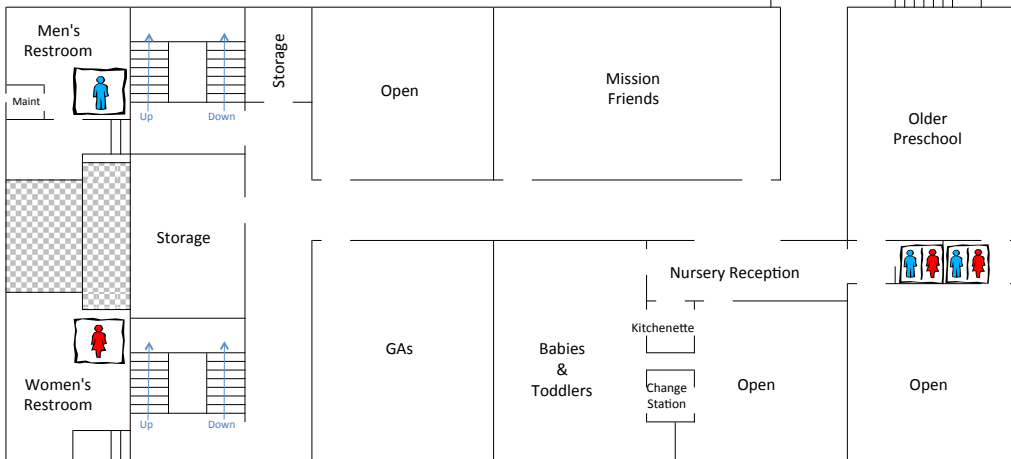 Men's
Restroom
Maint
Up
Down
Storage
Open
Mission
Friends
Older
Preschool
Storage
Nursery Reception
Kitchenette
GAs
Babies
&
Toddlers
Change
Station
Open
Open
Women's
Restroom
Up
Down